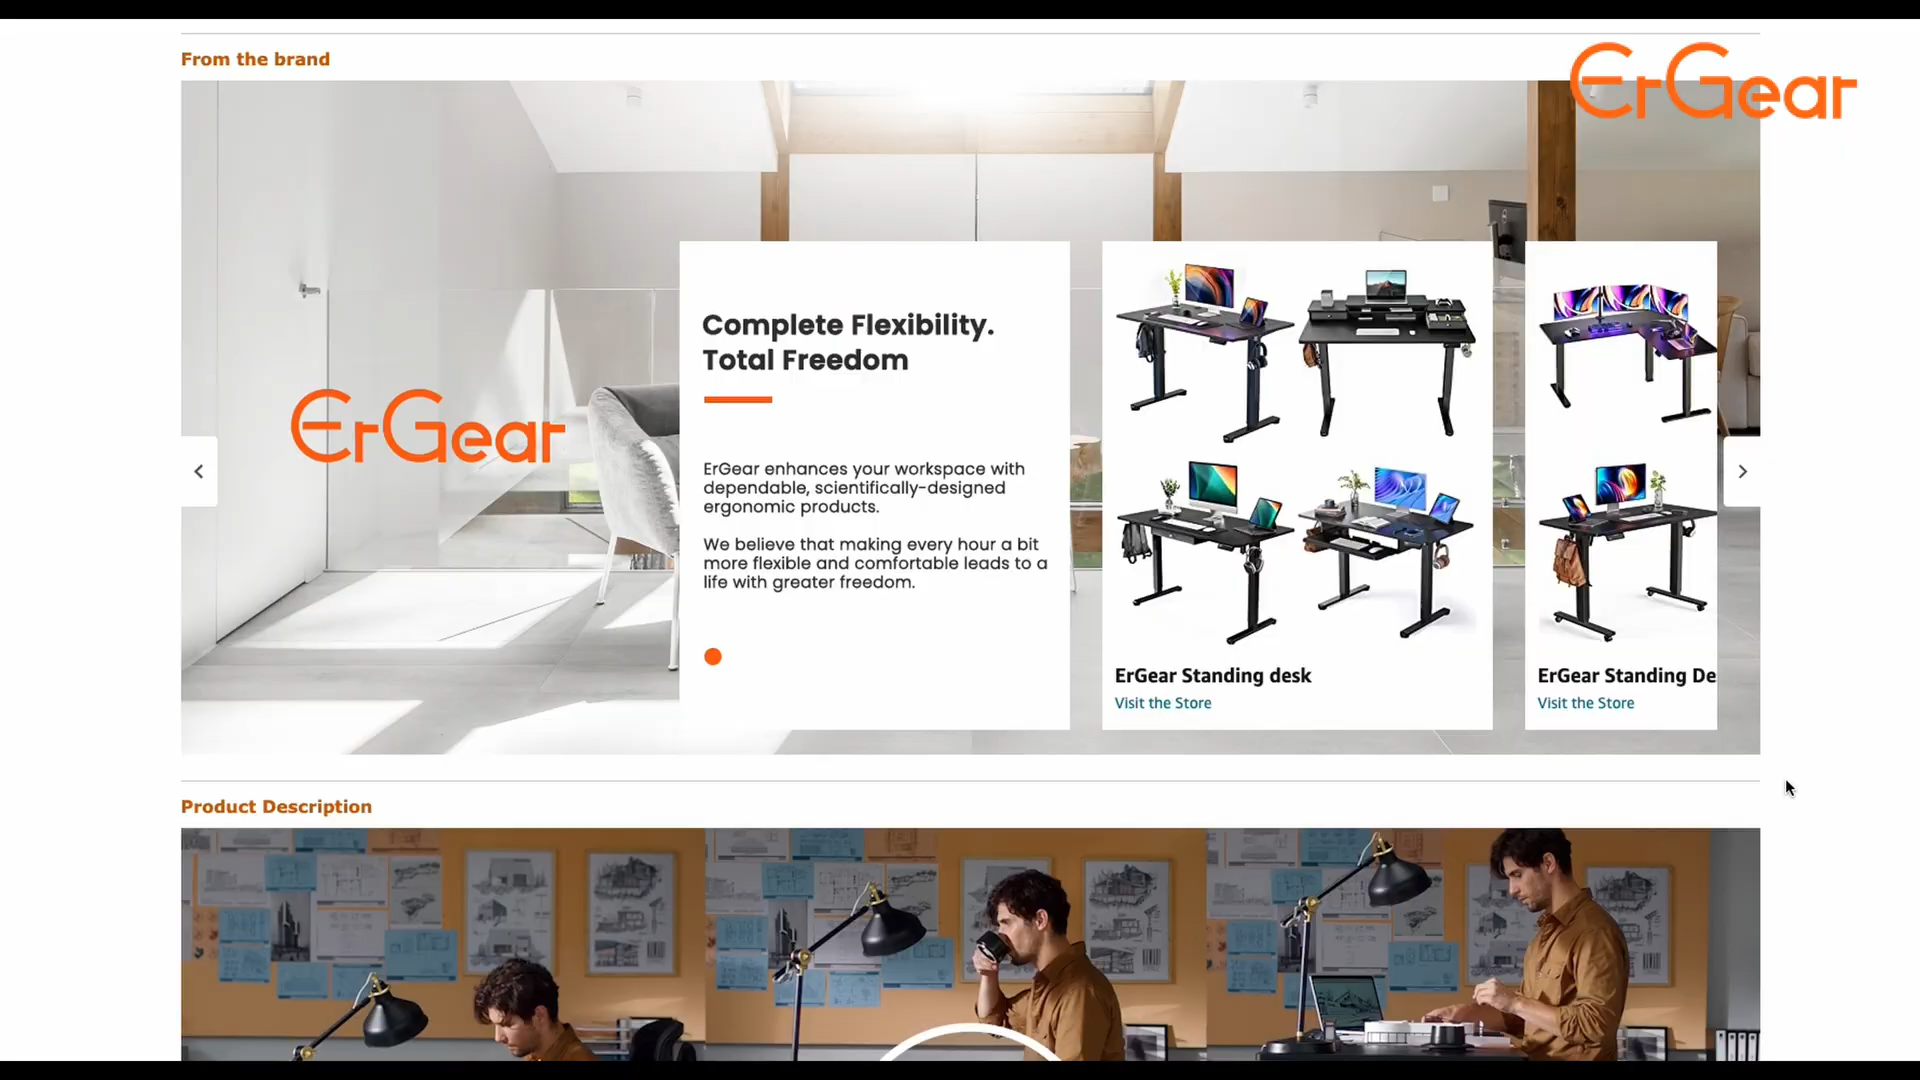 From the brand
ErGear
ErGear
Complete Flexibility.
Total Freedom
ErGear enhances your workspace with
dependable, scientifically-designed
ergonomic products.
We believe that making every hour a bit
more flexible and comfortable leads to a
life with greater freedom.
ErGear Standing desk
Visit the Store
ErGear Standing De
Visit the Store
Product Description